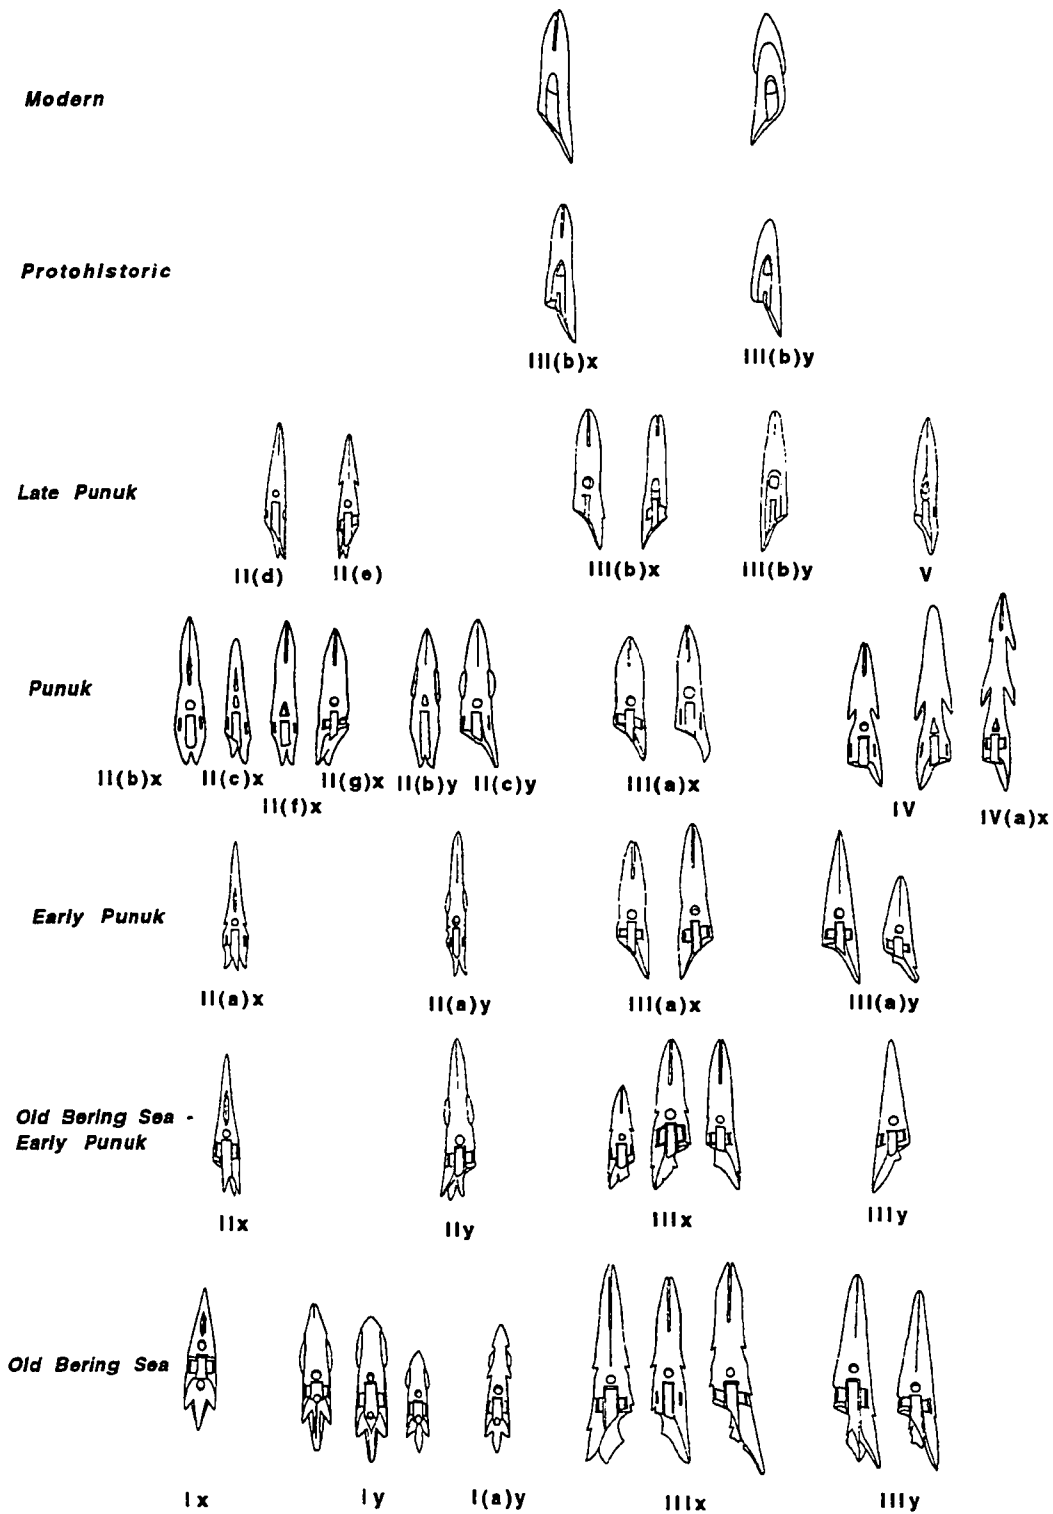 Modern
Protohistoric
III(b)x III(b)y
Late Punuk
II(d) II(e) III(b)x III(b)y V
Punuk
II(b)x II(c)x II(g)x II(b)y II(c)y III(a)x
II(f)x IV IV(a)x
Early Punuk
II(a)x II(a)y III(a)x III(a)y
Old Bering Sea -
Early Punuk
IIx IIy IIIx IIIy
Old Bering Sea
Ix Iy I(a)y IIIx IIIy